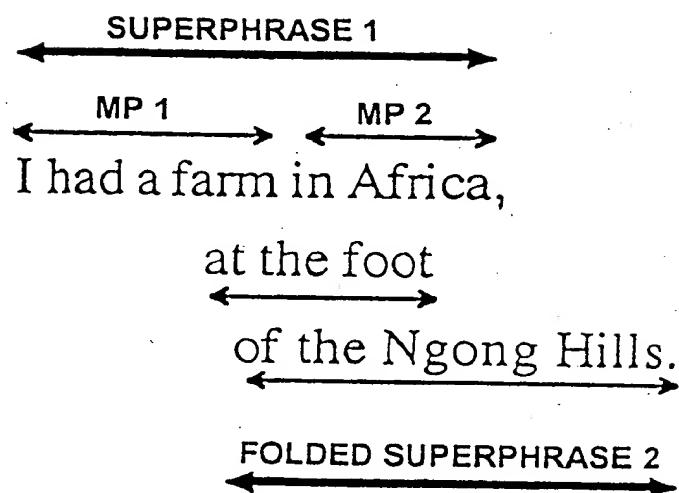 SUPERPHRASE 1
MP 1 MP 2
I had a farm in Africa,
at the foot
of the Ngong Hills.
FOLDED SUPERPHRASE 2